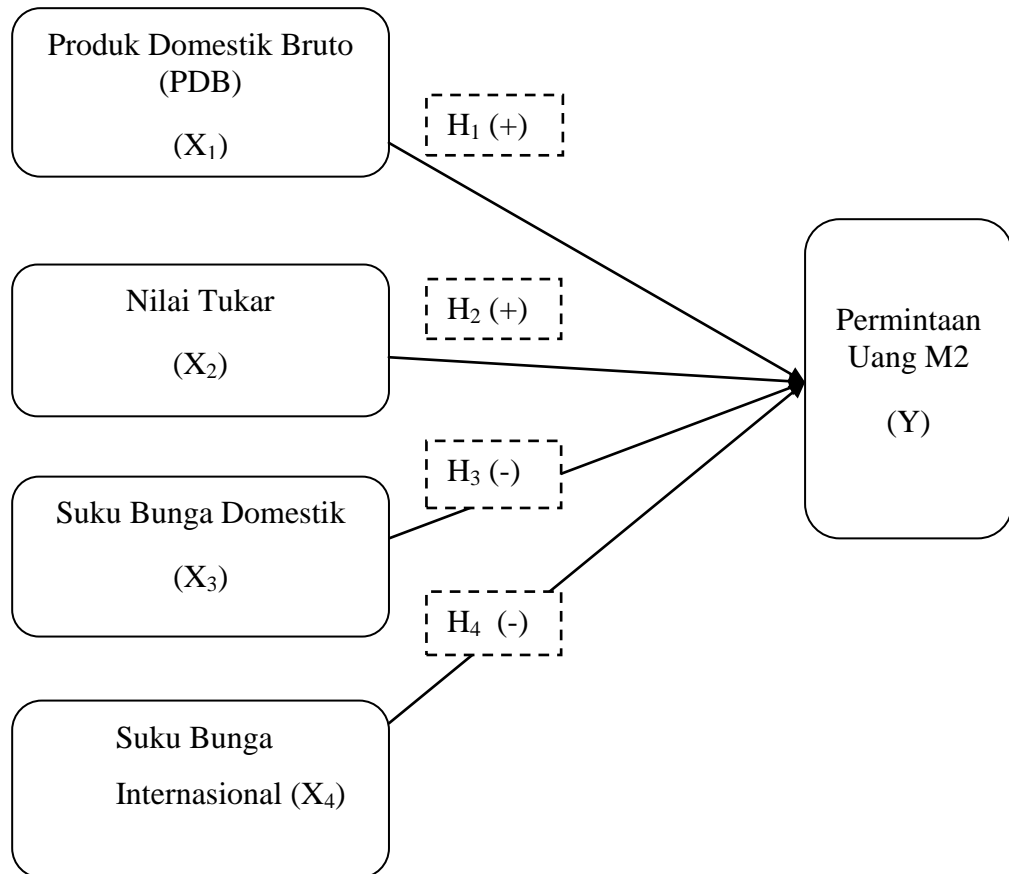 Produk Domestik Bruto
(PDB)
(X₁)
H₁ (+)
Nilai Tukar
(X₂)
H₂ (+)
Permintaan
Uang M2
(Y)
Suku Bunga Domestik
(X₃)
H₃ (-)
H₄ (-)
Suku Bunga
Internasional (X₄)